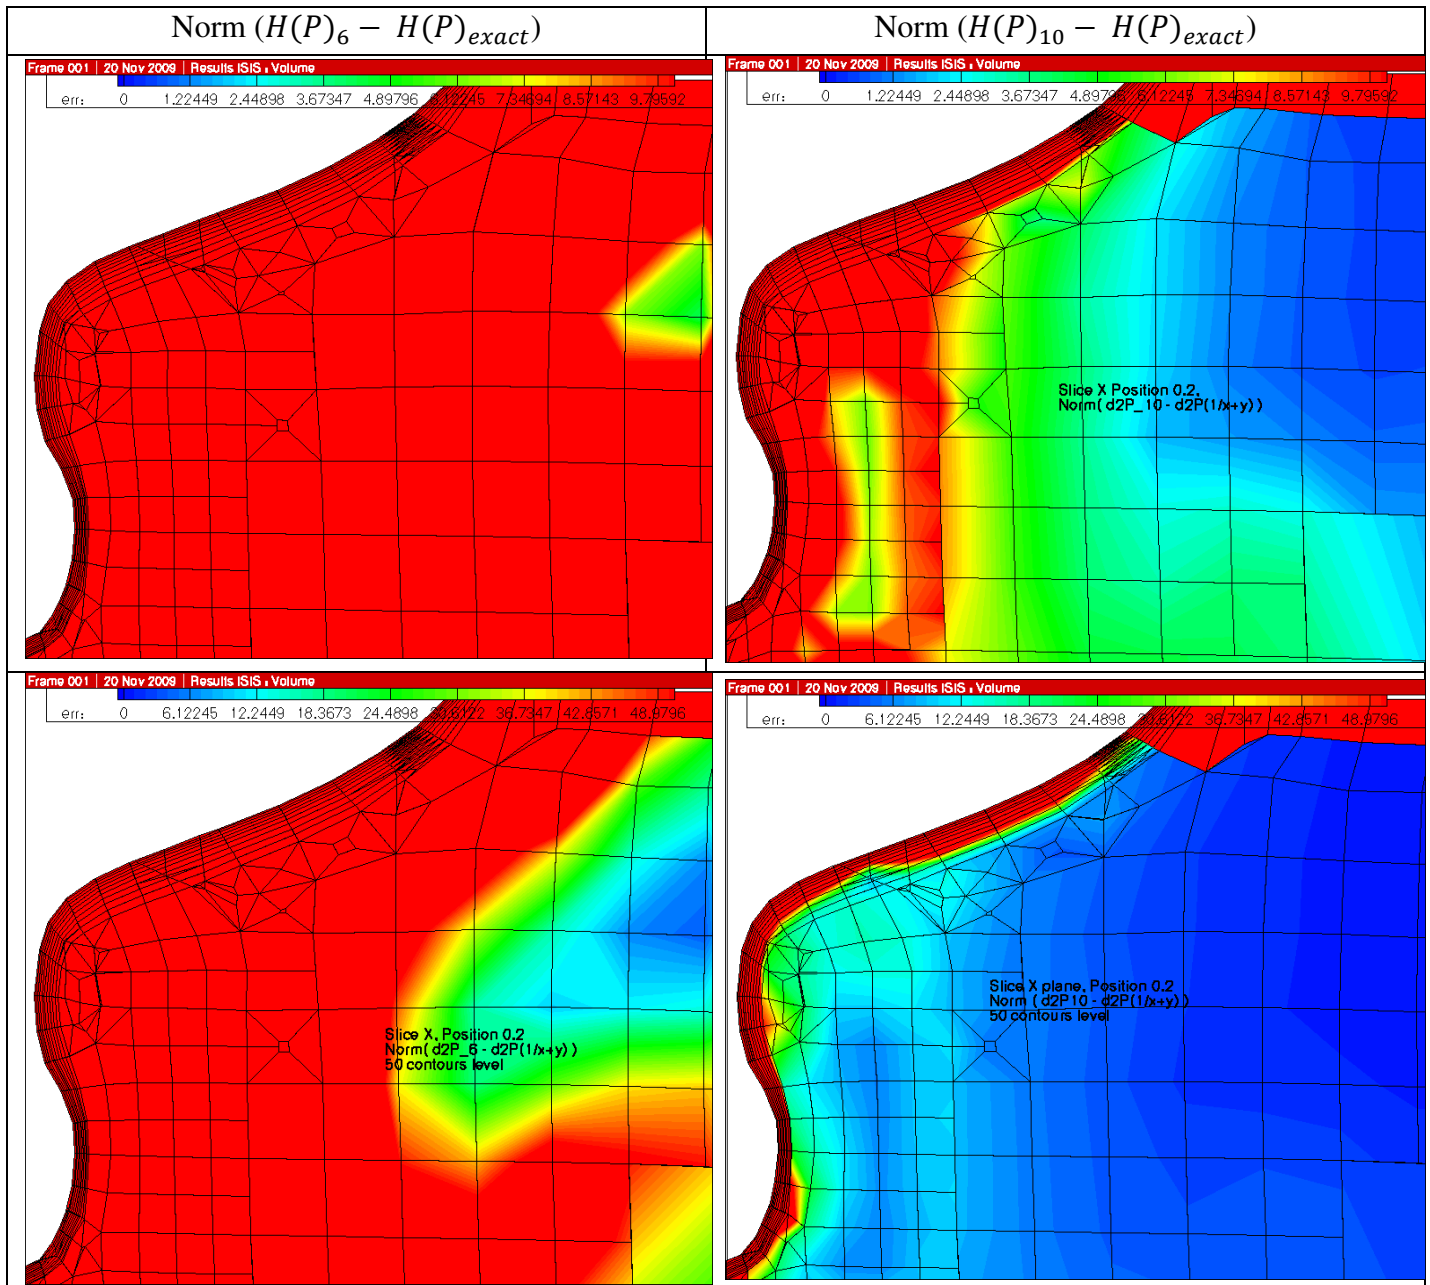 Norm (H(P)₆ − H(P)exact)
Norm (H(P)₁₀ − H(P)exact)
Frame 001 | 20 Nov 2009 | Results ISIS, Volume
err: 0 1.22449 2.44898 3.67347 4.89796 6.12245 7.34694 8.57143 9.79592
Frame 001 | 20 Nov 2009 | Results ISIS, Volume
err: 0 1.22449 2.44898 3.67347 4.89796 6.12245 7.34694 8.57143 9.79592
Slice X Position 0.2,
Norm( d2P_10 - d2P(1/x+y) )
Frame 001 | 20 Nov 2009 | Results ISIS, Volume
err: 0 6.12245 12.2449 18.3673 24.4898 30.6122 36.7347 42.8571 48.9796
Slice X, Position 0.2
Norm( d2P_6 - d2P(1/x+y) )
50 contours level
Frame 001 | 20 Nov 2009 | Results ISIS, Volume
err: 0 6.12245 12.2449 18.3673 24.4898 30.6122 36.7347 42.8571 48.9796
Slice X plane, Position 0.2
Norm ( d2P10 - d2P(1/x+y) )
50 contours level